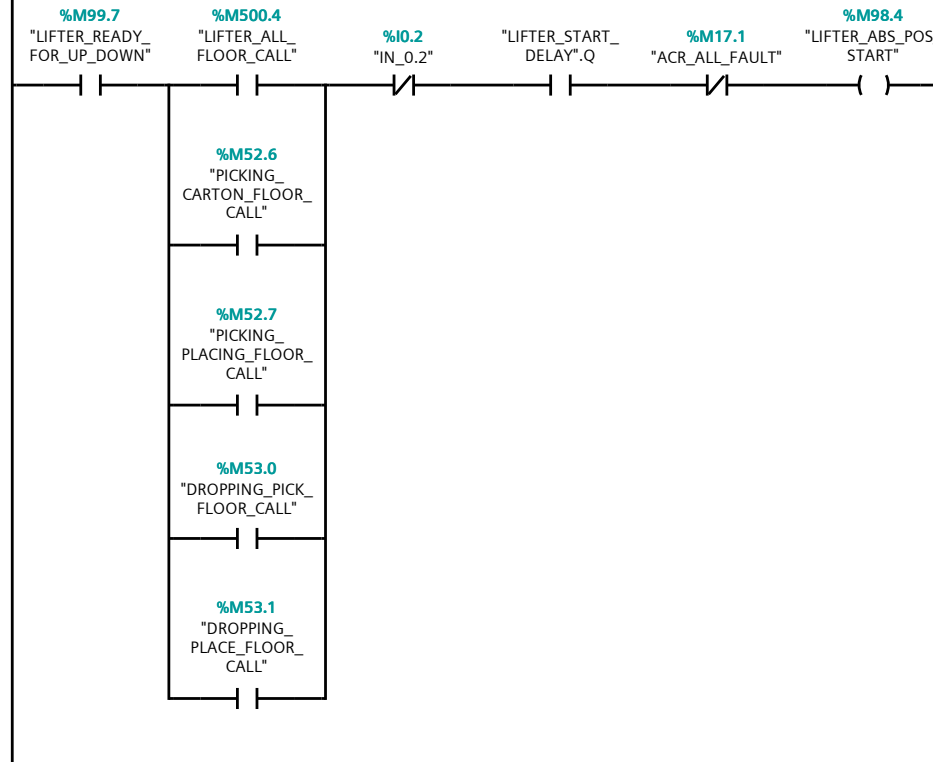 %M99.7
"LIFTER_READY_
FOR_UP_DOWN"
%M500.4
"LIFTER_ALL_
FLOOR_CALL"
%I0.2
"IN_0.2"
"LIFTER_START_
DELAY".Q
%M17.1
"ACR_ALL_FAULT"
%M98.4
"LIFTER_ABS_POS
START"
%M52.6
"PICKING_
CARTON_FLOOR_
CALL"
%M52.7
"PICKING_
PLACING_FLOOR_
CALL"
%M53.0
"DROPPING_PICK_
FLOOR_CALL"
%M53.1
"DROPPING_
PLACE_FLOOR_
CALL"